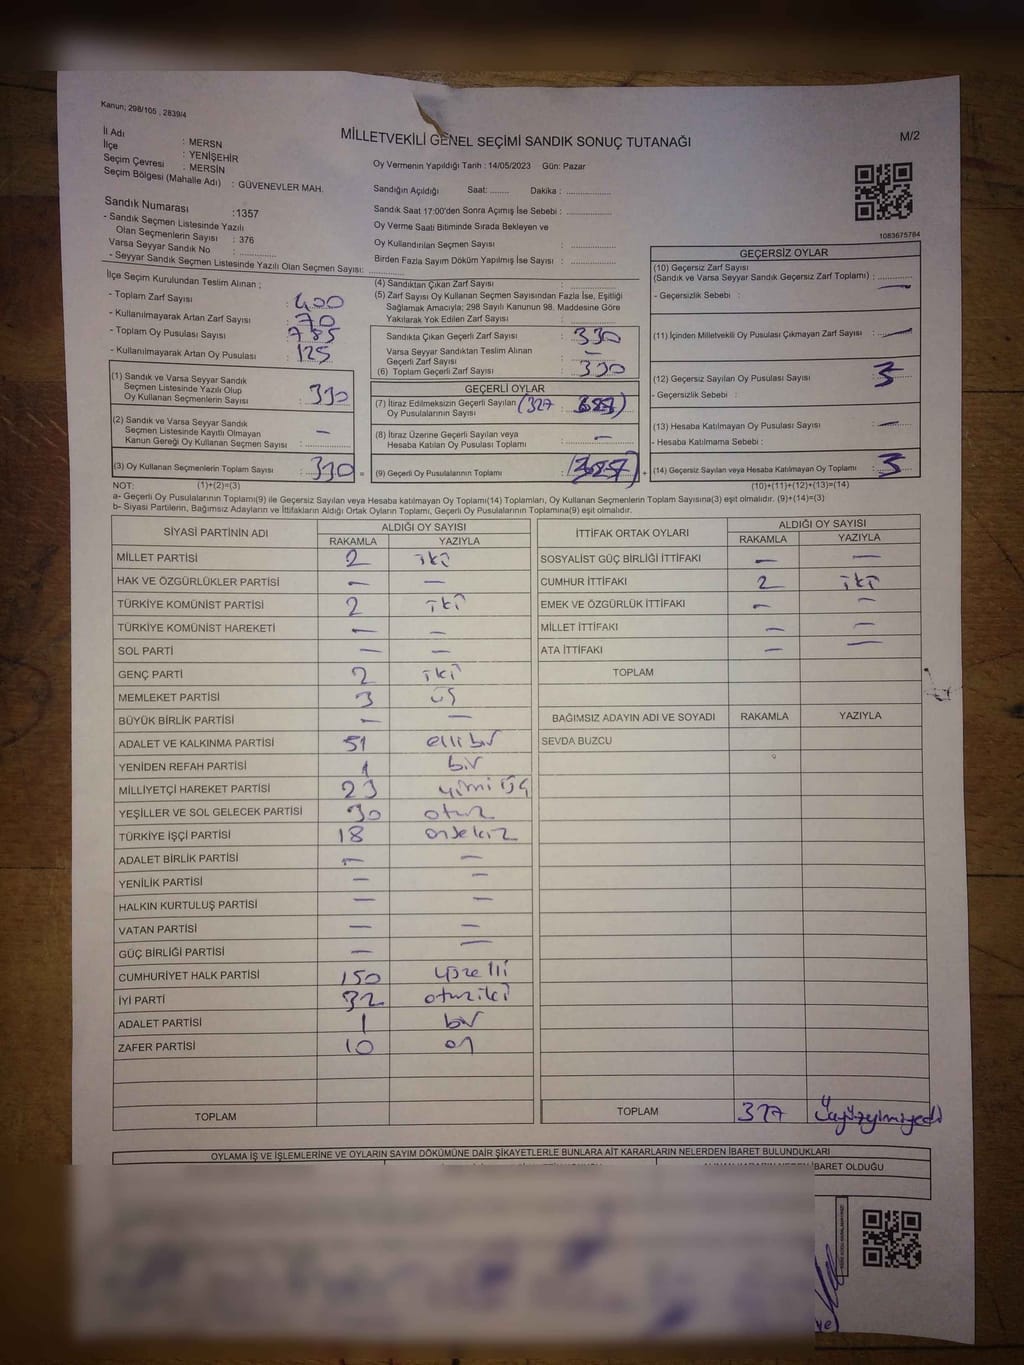 Kanun; 298/105 , 2839/4
MİLLETVEKİLİ GENEL SEÇİMİ SANDIK SONUÇ TUTANAĞI
M/2
İl Adı : MERSN
İlçe : YENİŞEHİR
Seçim Çevresi : MERSİN
Seçim Bölgesi (Mahalle Adı) : GÜVENEVLER MAH.
Sandık Numarası :1357
- Sandık Seçmen Listesinde Yazılı
Olan Seçmenlerin Sayısı : 376
Varsa Seyyar Sandık No :
- Seyyar Sandık Seçmen Listesinde Yazılı Olan Seçmen Sayısı:
Oy Vermenin Yapıldığı Tarih : 14/05/2023 Gün: Pazar
Sandığın Açıldığı Saat: ........ Dakika : ................
Sandık Saat 17:00'den Sonra Açımış İse Sebebi :
Oy Verme Saati Bitiminde Sırada Bekleyen ve
Oy Kullandırılan Seçmen Sayısı :
Birden Fazla Sayım Döküm Yapılmış İse Sayısı :
1083675784
İlçe Seçim Kurulundan Teslim Alınan ;
- Toplam Zarf Sayısı : 400
- Kullanılmayarak Artan Zarf Sayısı : 70
- Toplam Oy Pusulası Sayısı : 785
- Kullanılmayarak Artan Oy Pusulası : 125
(1) Sandık ve Varsa Seyyar Sandık
Seçmen Listesinde Yazılı Olup
Oy Kullanan Seçmenlerin Sayısı : 330
(2) Sandık ve Varsa Seyyar Sandık
Seçmen Listesinde Kayıtlı Olmayan
Kanun Gereği Oy Kullanan Seçmen Sayısı : —
(3) Oy Kullanan Seçmenlerin Toplam Sayısı : 330
(4) Sandıktan Çıkan Zarf Sayısı :
(5) Zarf Sayısı Oy Kullanan Seçmen Sayısından Fazla İse, Eşitliği
Sağlamak Amacıyla; 298 Sayılı Kanunun 98. Maddesine Göre
Yakılarak Yok Edilen Zarf Sayısı :
Sandıkta Çıkan Geçerli Zarf Sayısı : 330
Varsa Seyyar Sandıktan Teslim Alınan
Geçerli Zarf Sayısı : —
(6) Toplam Geçerli Zarf Sayısı : 330
GEÇERLİ OYLAR
(7) İtiraz Edilmeksizin Geçerli Sayılan
Oy Pusulalarının Sayısı (327
(8) İtiraz Üzerine Geçerli Sayılan veya
Hesaba Katılan Oy Pusulası Toplamı : —
(9) Geçerli Oy Pusulalarının Toplamı :
GEÇERSİZ OYLAR
(10) Geçersiz Zarf Sayısı
(Sandık ve Varsa Seyyar Sandık Geçersiz Zarf Toplamı) : —
- Geçersizlik Sebebi :
(11) İçinden Milletvekili Oy Pusulası Çıkmayan Zarf Sayısı : —
(12) Geçersiz Sayılan Oy Pusulası Sayısı : 3
- Geçersizlik Sebebi :
(13) Hesaba Katılmayan Oy Pusulası Sayısı : —
- Hesaba Katılmama Sebebi :
(14) Geçersiz Sayılan veya Hesaba Katılmayan Oy Toplamı : 3
NOT: (1)+(2)=(3)
(10)+(11)+(12)+(13)=(14)
a- Geçerli Oy Pusulalarının Toplamı(9) ile Geçersiz Sayılan veya Hesaba katılmayan Oy Toplamı(14) Toplamları, Oy Kullanan Seçmenlerin Toplam Sayısına(3) eşit olmalıdır. (9)+(14)=(3)
b- Siyasi Partilerin, Bağımsız Adayların ve İttifakların Aldığı Ortak Oyların Toplamı, Geçerli Oy Pusulalarının Toplamına(9) eşit olmalıdır.
SİYASİ PARTİNİN ADI ALDIĞI OY SAYISI
RAKAMLA YAZIYLA
MİLLET PARTİSİ 2 iki
HAK VE ÖZGÜRLÜKLER PARTİSİ — —
TÜRKİYE KOMÜNİST PARTİSİ 2 iki
TÜRKİYE KOMÜNİST HAREKETİ — —
SOL PARTİ — —
GENÇ PARTİ 2 iki
MEMLEKET PARTİSİ 3 üç
BÜYÜK BİRLİK PARTİSİ — —
ADALET VE KALKINMA PARTİSİ 51 elli bir
YENİDEN REFAH PARTİSİ 1 bir
MİLLİYETÇİ HAREKET PARTİSİ 23 yirmi üç
YEŞİLLER VE SOL GELECEK PARTİSİ 30 otuz
TÜRKİYE İŞÇİ PARTİSİ 18 onsekiz
ADALET BİRLİK PARTİSİ — —
YENİLİK PARTİSİ — —
HALKIN KURTULUŞ PARTİSİ — —
VATAN PARTİSİ — —
GÜÇ BİRLİĞİ PARTİSİ — —
CUMHURİYET HALK PARTİSİ 150 yüzelli
İYİ PARTİ 32 otuziki
ADALET PARTİSİ 1 bir
ZAFER PARTİSİ 10 on
TOPLAM
İTTİFAK ORTAK OYLARI ALDIĞI OY SAYISI
RAKAMLA YAZIYLA
SOSYALİST GÜÇ BİRLİĞİ İTTİFAKI — —
CUMHUR İTTİFAKI 2 iki
EMEK VE ÖZGÜRLÜK İTTİFAKI — —
MİLLET İTTİFAKI — —
ATA İTTİFAKI — —
TOPLAM
BAĞIMSIZ ADAYIN ADI VE SOYADI RAKAMLA YAZIYLA
SEVDA BUZCU
TOPLAM 327 Üçyüzyirmiyedi
OYLAMA İŞ VE İŞLEMLERİNE VE OYLARIN SAYIM DÖKÜMÜNE DAİR ŞİKAYETLERLE BUNLARA AİT KARARLARIN NELERDEN İBARET BULUNDUKLARI
İBARET OLDUĞU